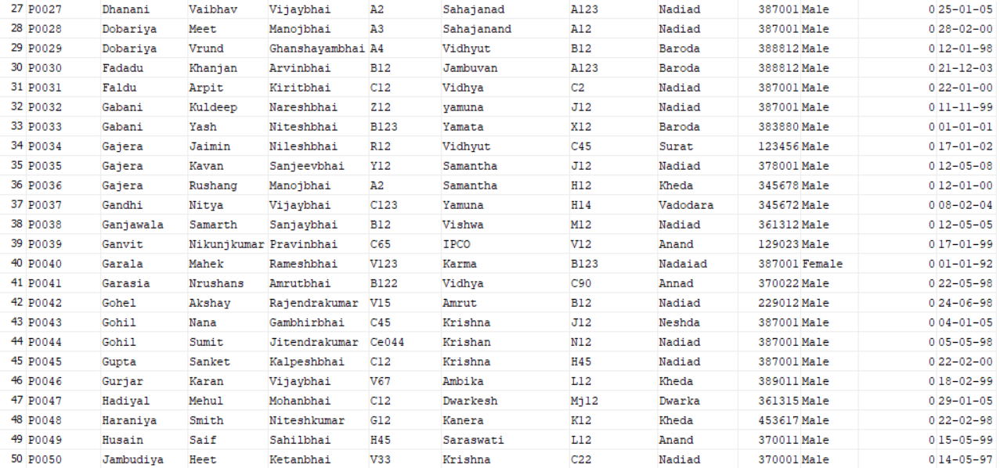 27 P0027 Dhanani Vaibhav Vijaybhai A2 Sahajanad A123 Nadiad 387001 Male 0 25-01-05
28 P0028 Dobariya Meet Manojbhai A3 Sahajanand A12 Nadiad 387001 Male 0 28-02-00
29 P0029 Dobariya Vrund Ghanshayambhai A4 Vidhyut B12 Baroda 388812 Male 0 12-01-98
30 P0030 Fadadu Khanjan Arvinbhai B12 Jambuvan A123 Baroda 388812 Male 0 21-12-03
31 P0031 Faldu Arpit Kiritbhai C12 Vidhya C2 Nadiad 387001 Male 0 22-01-00
32 P0032 Gabani Kuldeep Nareshbhai Z12 yamuna J12 Nadiad 387001 Male 0 11-11-99
33 P0033 Gabani Yash Niteshbhai B123 Yamata X12 Baroda 383880 Male 0 01-01-01
34 P0034 Gajera Jaimin Nileshbhai R12 Vidhyut C45 Surat 123456 Male 0 17-01-02
35 P0035 Gajera Kavan Sanjeevbhai Y12 Samantha J12 Nadiad 378001 Male 0 12-05-08
36 P0036 Gajera Rushang Manojbhai A2 Samantha H12 Kheda 345678 Male 0 12-01-00
37 P0037 Gandhi Nitya Vijaybhai C123 Yamuna H14 Vadodara 345672 Male 0 08-02-04
38 P0038 Ganjawala Samarth Sanjaybhai B12 Vishwa M12 Nadiad 361312 Male 0 12-05-05
39 P0039 Ganvit Nikunjkumar Pravinbhai C65 IPCO V12 Anand 129023 Male 0 17-01-99
40 P0040 Garala Mahek Rameshbhai V123 Karma B123 Nadaiad 387001 Female 0 01-01-92
41 P0041 Garasia Nrushans Amrutbhai B122 Vidhya C90 Annad 370022 Male 0 22-05-98
42 P0042 Gohel Akshay Rajendrakumar V15 Amrut B12 Nadiad 229012 Male 0 24-06-98
43 P0043 Gohil Nana Gambhirbhai C45 Krishna J12 Neshda 387001 Male 0 04-01-05
44 P0044 Gohil Sumit Jitendrakumar Ce044 Krishan N12 Nadiad 387001 Male 0 05-05-98
45 P0045 Gupta Sanket Kalpeshbhai C12 Krishna H45 Nadiad 387001 Male 0 22-02-00
46 P0046 Gurjar Karan Vijaybhai V67 Ambika L12 Kheda 389011 Male 0 18-02-99
47 P0047 Hadiyal Mehul Mohanbhai C12 Dwarkesh Mj12 Dwarka 361315 Male 0 29-01-05
48 P0048 Haraniya Smith Niteshkumar G12 Kanera K12 Kheda 453617 Male 0 22-02-98
49 P0049 Husain Saif Sahilbhai H45 Saraswati L12 Anand 370011 Male 0 15-05-99
50 P0050 Jambudiya Heet Ketanbhai V33 Krishna C22 Nadiad 370001 Male 0 14-05-97